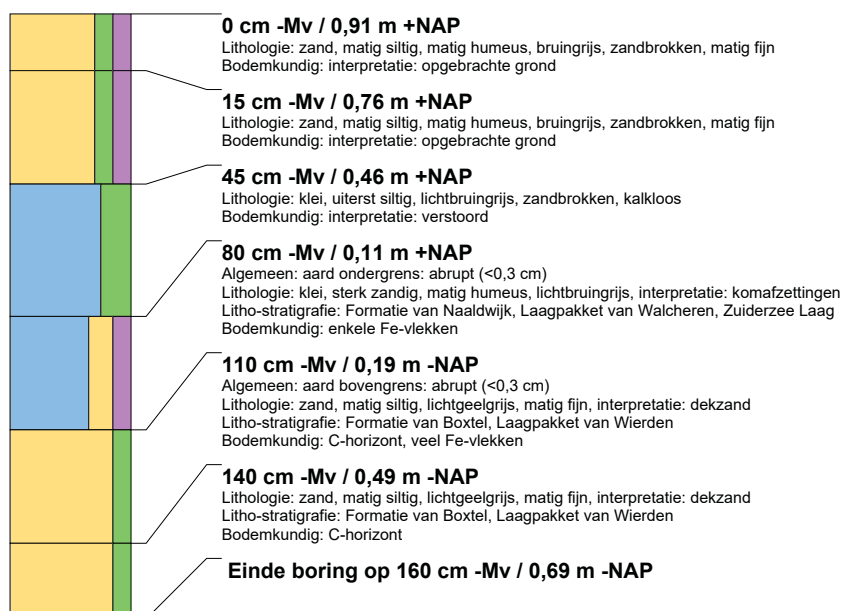 0 cm -Mv / 0,91 m +NAP
Lithologie: zand, matig siltig, matig humeus, bruingrijs, zandbrokken, matig fijn
Bodemkundig: interpretatie: opgebrachte grond
15 cm -Mv / 0,76 m +NAP
Lithologie: zand, matig siltig, matig humeus, bruingrijs, zandbrokken, matig fijn
Bodemkundig: interpretatie: opgebrachte grond
45 cm -Mv / 0,46 m +NAP
Lithologie: klei, uiterst siltig, lichtbruingrijs, zandbrokken, kalkloos
Bodemkundig: interpretatie: verstoord
80 cm -Mv / 0,11 m +NAP
Algemeen: aard ondergrens: abrupt (<0,3 cm)
Lithologie: klei, sterk zandig, matig humeus, lichtbruingrijs, interpretatie: komafzettingen
Litho-stratigrafie: Formatie van Naaldwijk, Laagpakket van Walcheren, Zuiderzee Laag
Bodemkundig: enkele Fe-vlekken
110 cm -Mv / 0,19 m -NAP
Algemeen: aard bovengrens: abrupt (<0,3 cm)
Lithologie: zand, matig siltig, lichtgeelgrijs, matig fijn, interpretatie: dekzand
Litho-stratigrafie: Formatie van Boxtel, Laagpakket van Wierden
Bodemkundig: C-horizont, veel Fe-vlekken
140 cm -Mv / 0,49 m -NAP
Lithologie: zand, matig siltig, lichtgeelgrijs, matig fijn, interpretatie: dekzand
Litho-stratigrafie: Formatie van Boxtel, Laagpakket van Wierden
Bodemkundig: C-horizont
Einde boring op 160 cm -Mv / 0,69 m -NAP